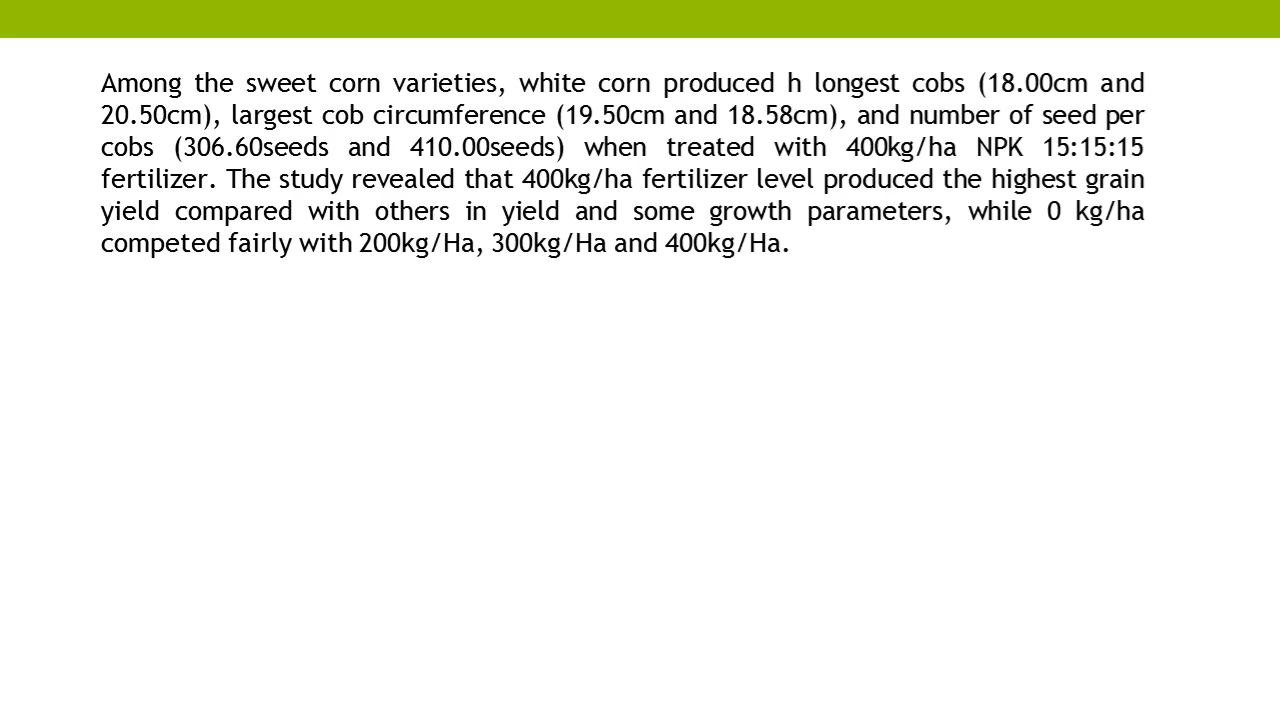 Among the sweet corn varieties, white corn produced h longest cobs (18.00cm and
20.50cm), largest cob circumference (19.50cm and 18.58cm), and number of seed per
cobs (306.60seeds and 410.00seeds) when treated with 400kg/ha NPK 15:15:15
fertilizer. The study revealed that 400kg/ha fertilizer level produced the highest grain
yield compared with others in yield and some growth parameters, while 0 kg/ha
competed fairly with 200kg/Ha, 300kg/Ha and 400kg/Ha.